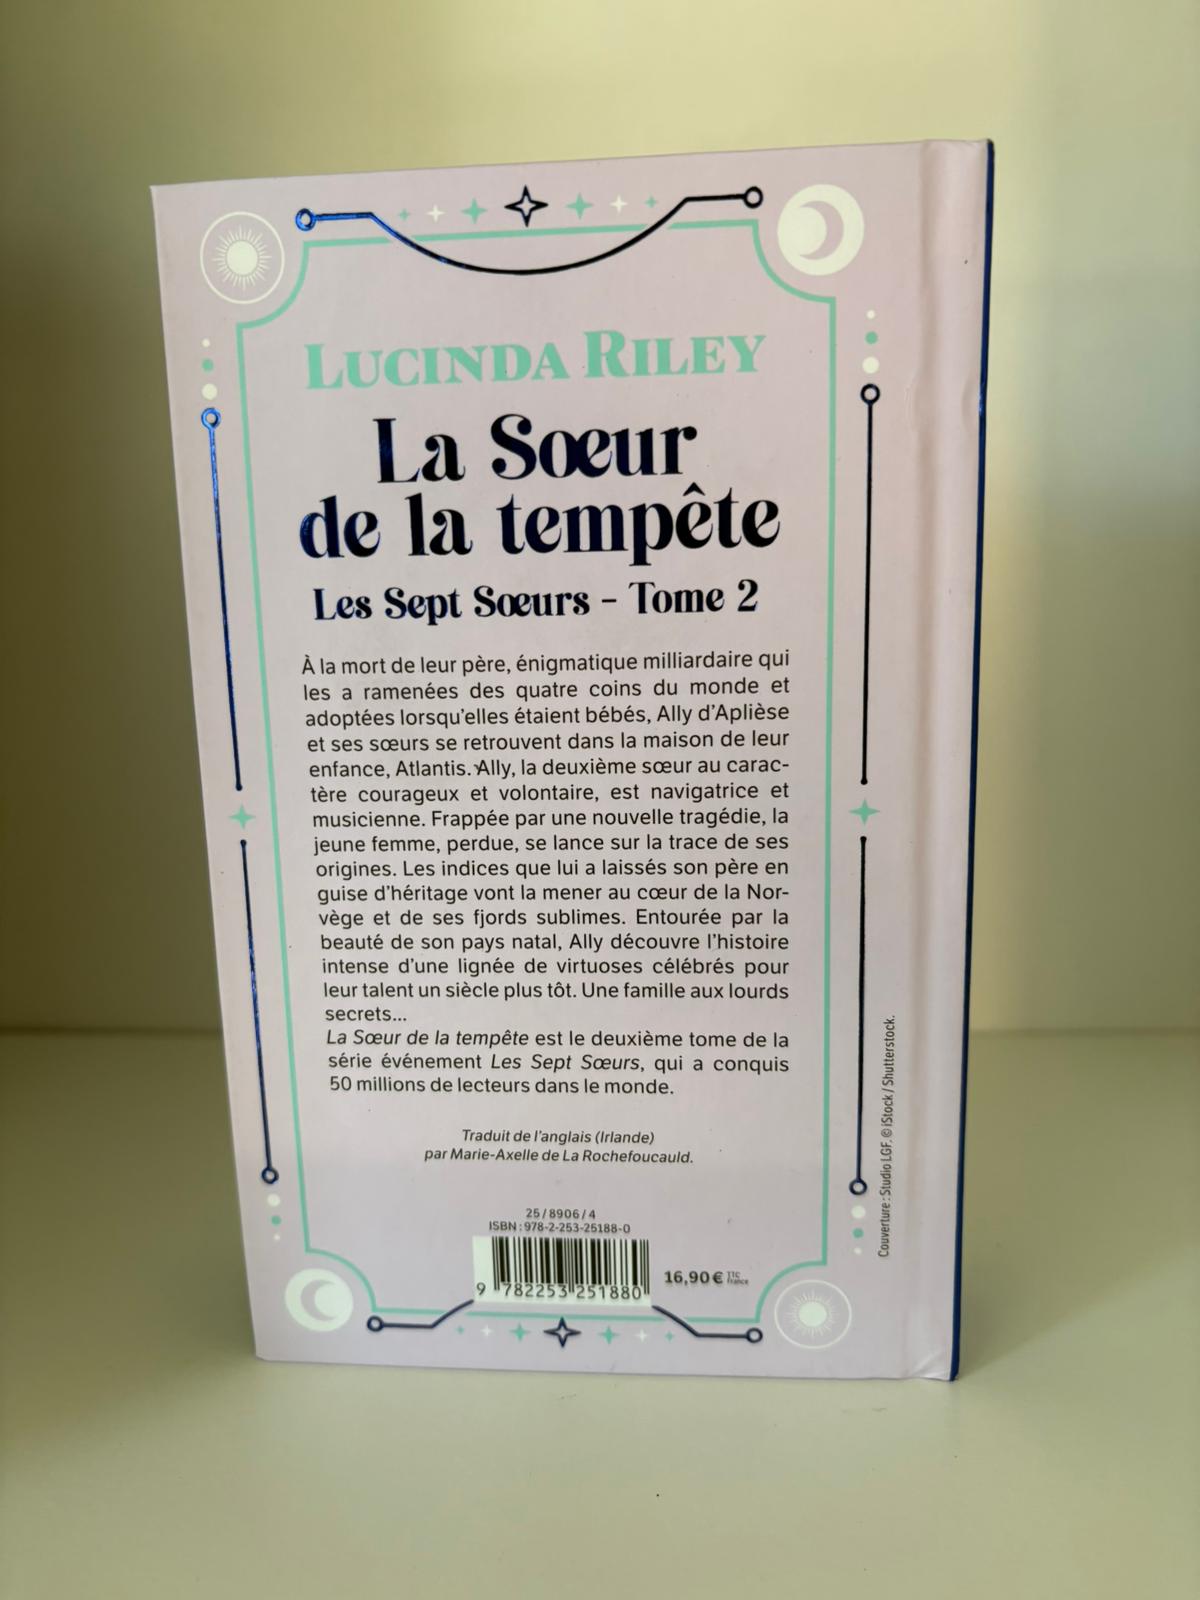 LUCINDA RILEY
La Sœur
de la tempête
Les Sept Sœurs – Tome 2
À la mort de leur père, énigmatique milliardaire qui
les a ramenées des quatre coins du monde et
adoptées lorsqu'elles étaient bébés, Ally d'Aplièse
et ses sœurs se retrouvent dans la maison de leur
enfance, Atlantis. Ally, la deuxième sœur au carac-
tère courageux et volontaire, est navigatrice et
musicienne. Frappée par une nouvelle tragédie, la
jeune femme, perdue, se lance sur la trace de ses
origines. Les indices que lui a laissés son père en
guise d'héritage vont la mener au cœur de la Nor-
vège et de ses fjords sublimes. Entourée par la
beauté de son pays natal, Ally découvre l'histoire
intense d'une lignée de virtuoses célébrés pour
leur talent un siècle plus tôt. Une famille aux lourds
secrets...
La Sœur de la tempête est le deuxième tome de la
série événement Les Sept Sœurs, qui a conquis
50 millions de lecteurs dans le monde.
Traduit de l'anglais (Irlande)
par Marie-Axelle de La Rochefoucauld.
25 / 8906 / 4
ISBN : 978-2-253-25188-0
9 782253 251880
16,90 € TTC
France
Couverture : Studio LGF. © iStock / Shutterstock.